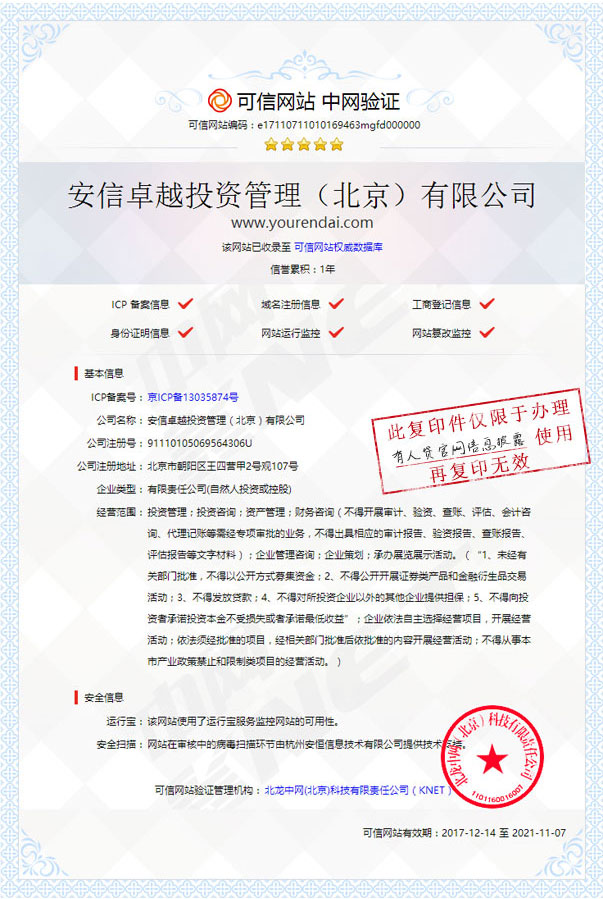 可信网站 中网验证
可信网站编码：e17110711010169463mgfd000000
安信卓越投资管理（北京）有限公司
www.yourendai.com
该网站已收录至 可信网站权威数据库
信誉累积：1年
ICP 备案信息 域名注册信息 工商登记信息
身份证明信息 网站运行监控 网站篡改监控
基本信息
ICP备案号：京ICP备13035874号
公司名称：安信卓越投资管理（北京）有限公司
公司注册号：91110105069564306U
公司注册地址：北京市朝阳区王四营甲2号观107号
企业类型：有限责任公司(自然人投资或控股)
此复印件仅限于办理
有人贷官网信息披露 使用
再复印无效
经营范围：投资管理；投资咨询；资产管理；财务咨询（不得开展审计、验资、查账、评估、会计咨
询、代理记账等需经专项审批的业务，不得出具相应的审计报告、验资报告、查账报告、
评估报告等文字材料）；企业管理咨询；企业策划；承办展览展示活动。（“1、未经有
关部门批准，不得以公开方式募集资金；2、不得公开开展证券类产品和金融衍生品交易
活动；3、不得发放贷款；4、不得对所投资企业以外的其他企业提供担保；5、不得向投
资者承诺投资本金不受损失或者承诺最低收益”；企业依法自主选择经营项目，开展经营
活动；依法须经批准的项目，经相关部门批准后依批准的内容开展经营活动；不得从事本
市产业政策禁止和限制类项目的经营活动。）
安全信息
运行宝：该网站使用了运行宝服务监控网站的可用性。
安全扫描：网站在审核中的病毒扫描环节由杭州安恒信息技术有限公司提供技术支持。
可信网站验证管理机构：北龙中网(北京)科技有限责任公司（KNET）
北龙中网（北京）科技有限责任公司
1101160016001
可信网站有效期：2017-12-14 至 2021-11-07